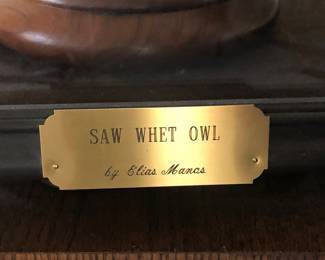 SAW WHET OWL
by Elias Manas